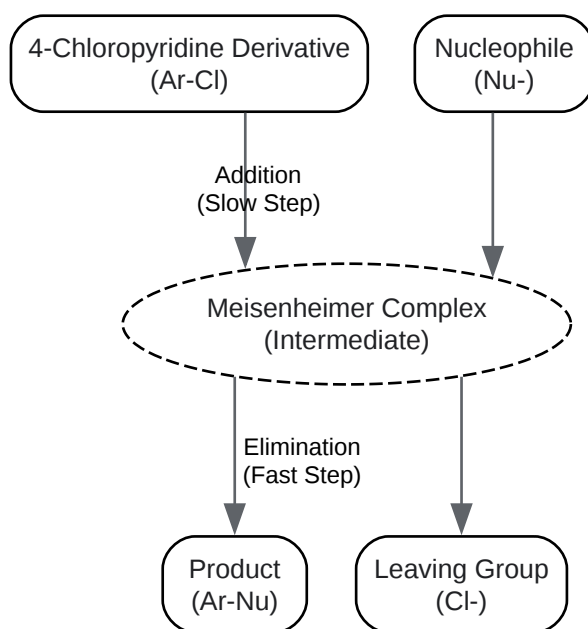 4-Chloropyridine Derivative
(Ar-Cl)
Nucleophile
(Nu-)
Addition
(Slow Step)
Meisenheimer Complex
(Intermediate)
Elimination
(Fast Step)
Product
(Ar-Nu)
Leaving Group
(Cl-)